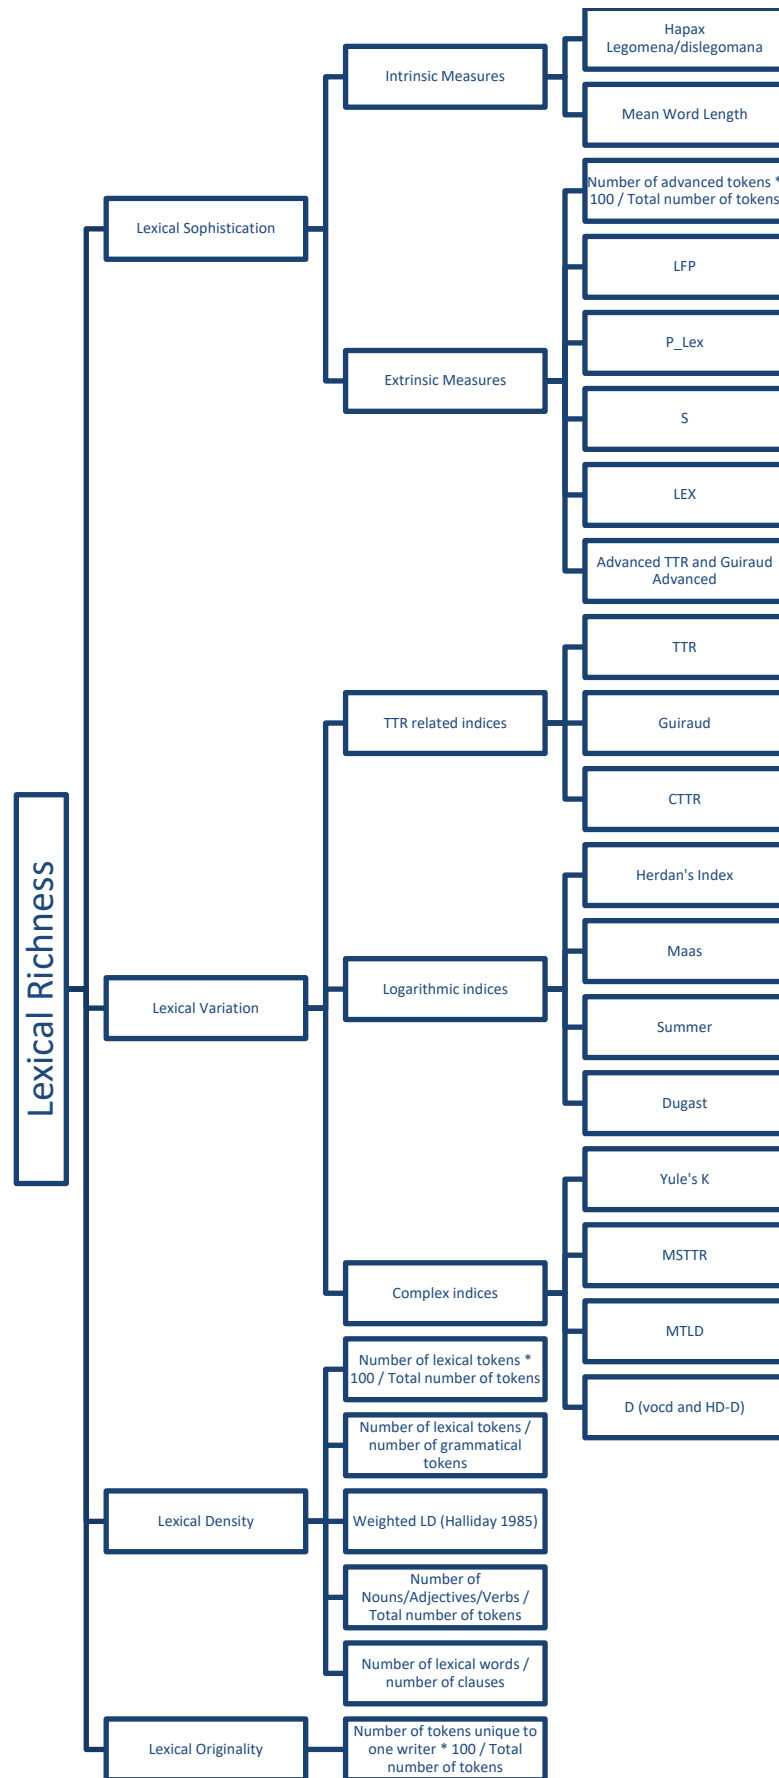 Lexical Richness
Lexical Sophistication
Intrinsic Measures
Hapax
Legomena/dislegomana
Mean Word Length
Extrinsic Measures
Number of advanced tokens *
100 / Total number of tokens
LFP
P_Lex
S
LEX
Advanced TTR and Guiraud
Advanced
Lexical Variation
TTR related indices
TTR
Guiraud
CTTR
Logarithmic indices
Herdan's Index
Maas
Summer
Dugast
Complex indices
Yule's K
MSTTR
MTLD
D (vocd and HD-D)
Lexical Density
Number of lexical tokens *
100 / Total number of tokens
Number of lexical tokens /
number of grammatical
tokens
Weighted LD (Halliday 1985)
Number of
Nouns/Adjectives/Verbs /
Total number of tokens
Number of lexical words /
number of clauses
Lexical Originality
Number of tokens unique to
one writer * 100 / Total
number of tokens